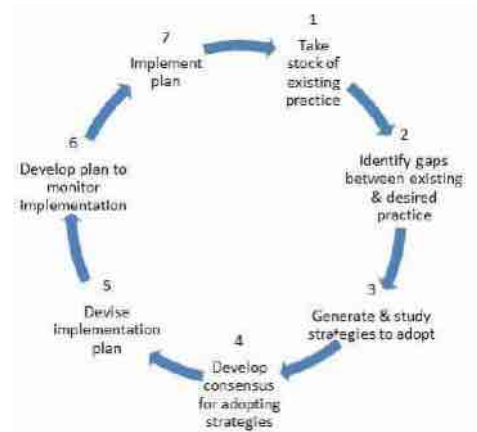 1
Take
stock of
existing
practice
2
Identify gaps
between existing
& desired
practice
3
Generate & study
strategies to adopt
4
Develop
consensus
for adopting
strategies
5
Devise
implementation
plan
6
Develop plan to
monitor
implementation
7
Implement
plan